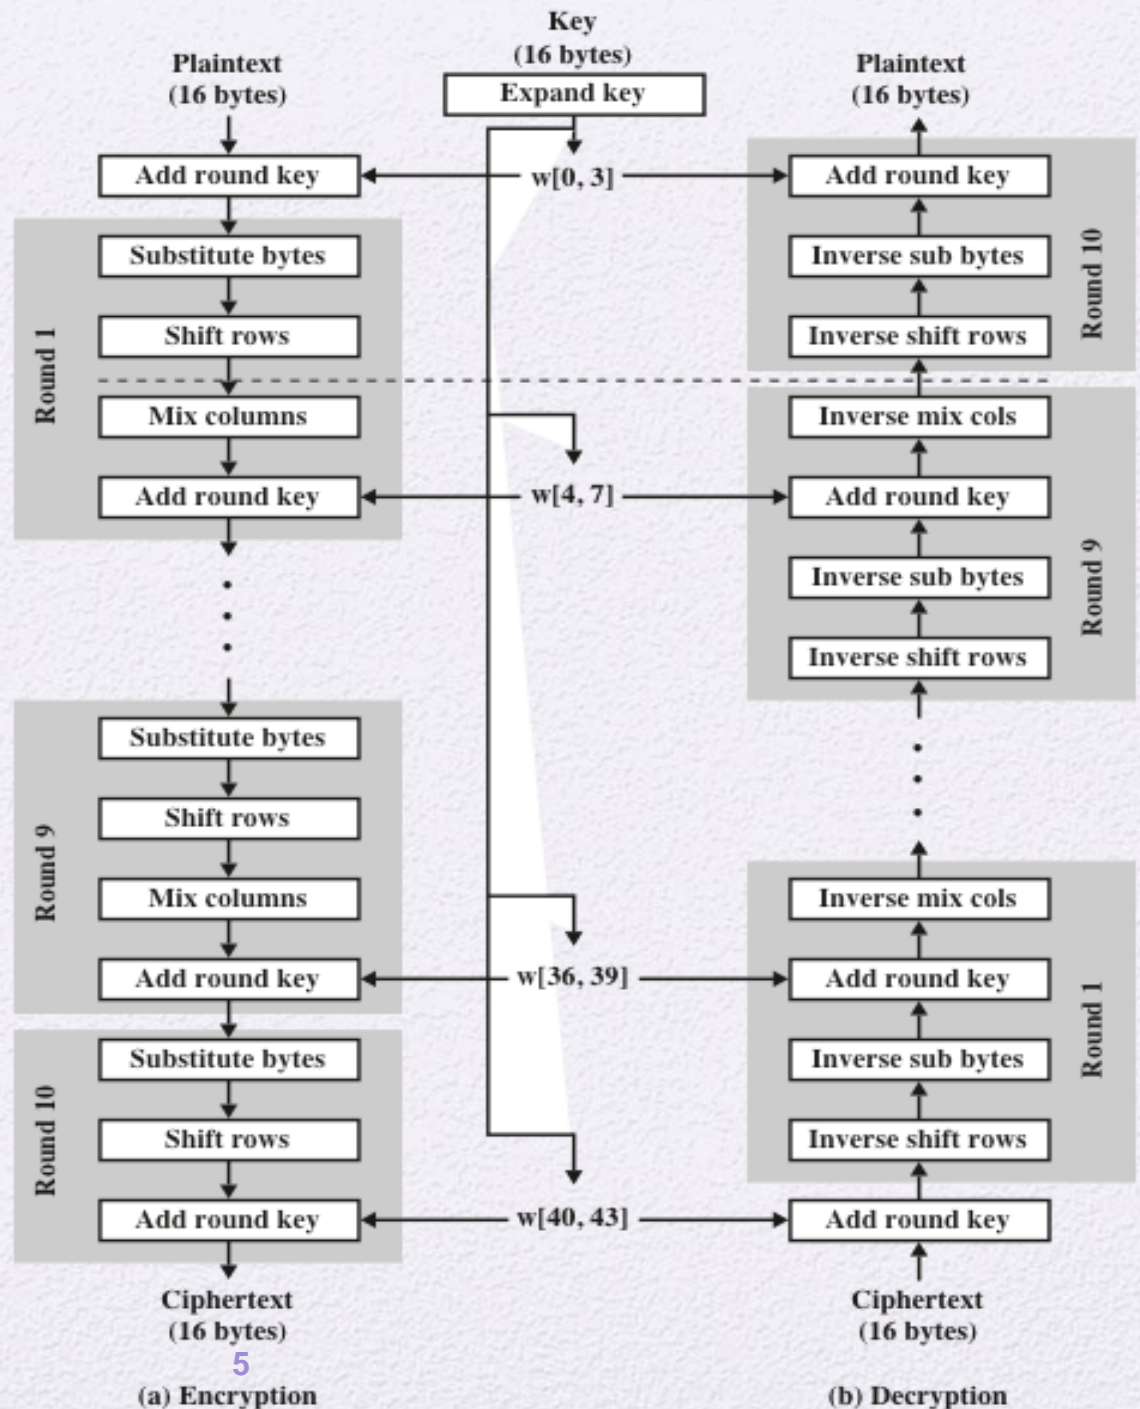 Key
(16 bytes)
Expand key
Plaintext
(16 bytes)
Add round key
Round 1
Substitute bytes
Shift rows
Mix columns
Add round key
Round 9
Substitute bytes
Shift rows
Mix columns
Add round key
Round 10
Substitute bytes
Shift rows
Add round key
Ciphertext
(16 bytes)
5
(a) Encryption
w[0, 3]
w[4, 7]
w[36, 39]
w[40, 43]
Plaintext
(16 bytes)
Add round key
Inverse sub bytes
Inverse shift rows
Round 10
Inverse mix cols
Add round key
Inverse sub bytes
Inverse shift rows
Round 9
Inverse mix cols
Add round key
Inverse sub bytes
Inverse shift rows
Round 1
Add round key
Ciphertext
(16 bytes)
(b) Decryption